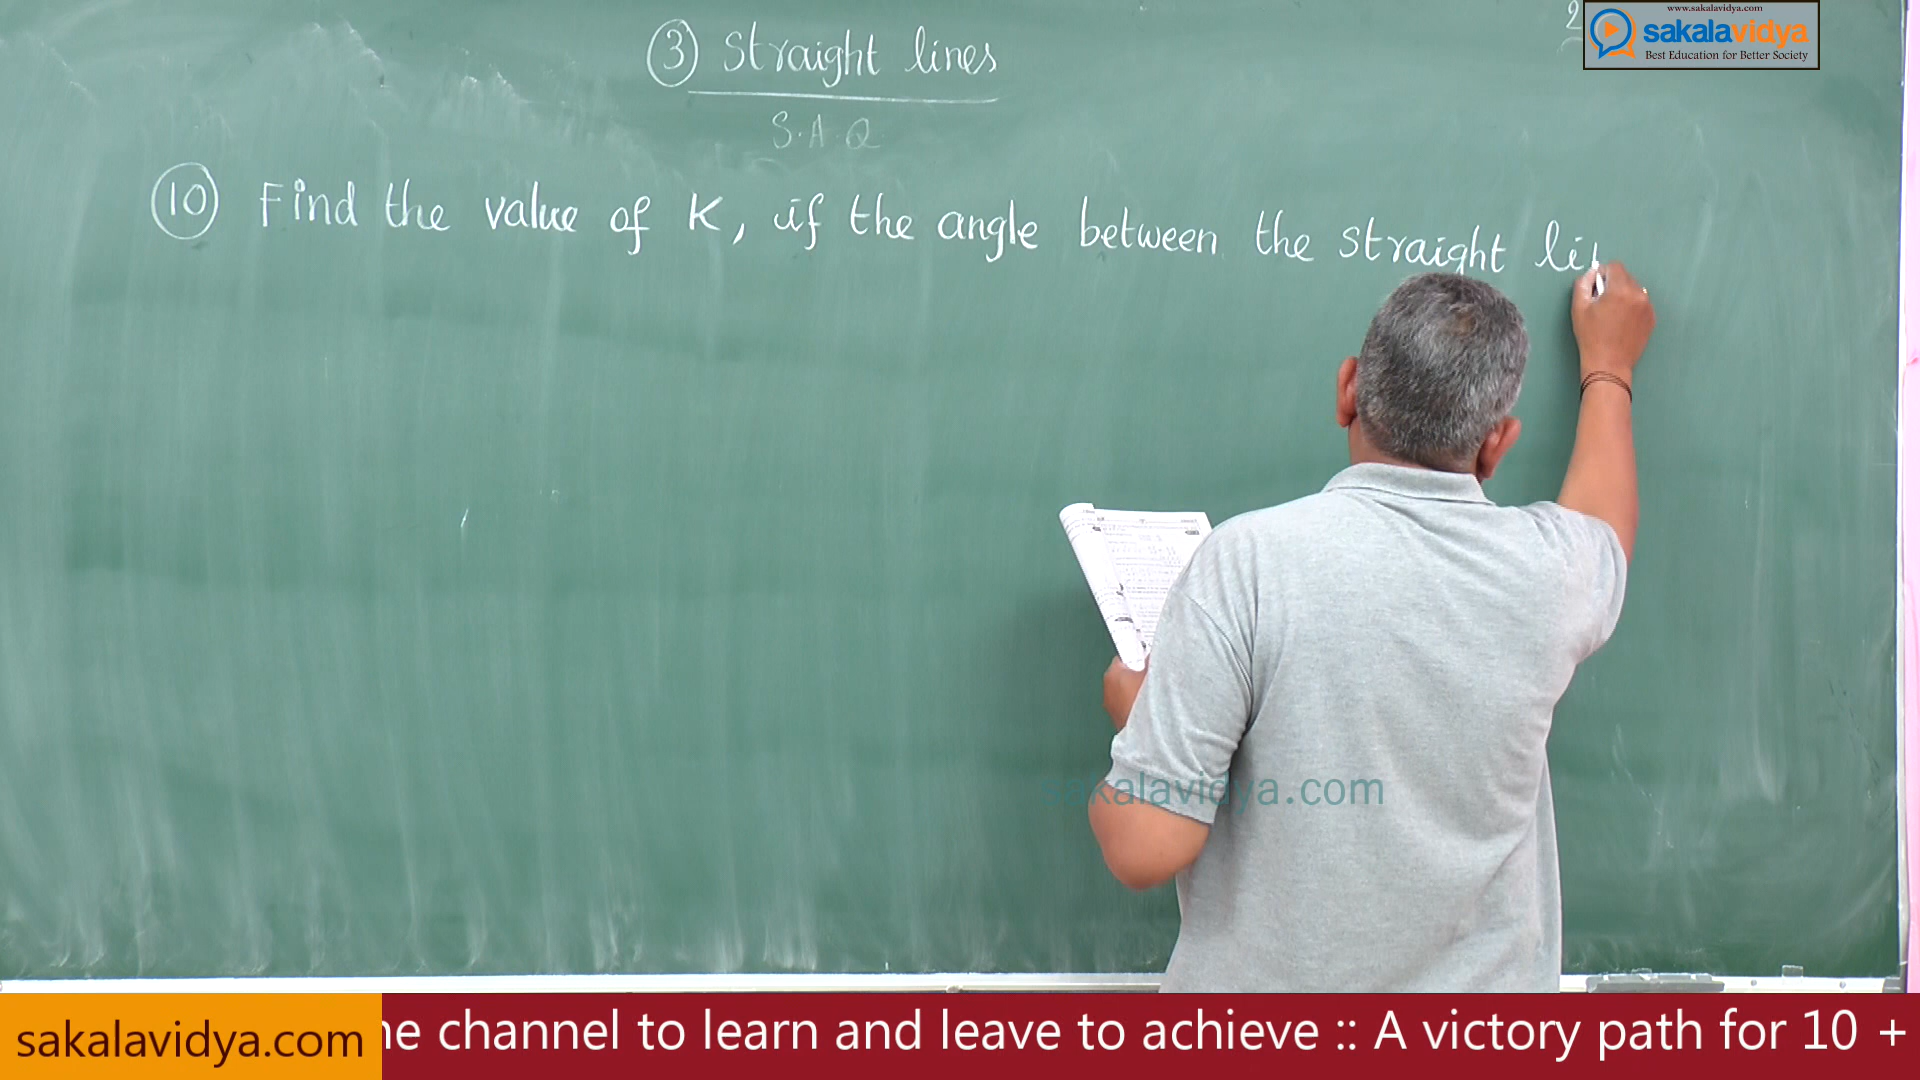 2
www.sakalavidya.com
sakalavidya
Best Education for Better Society
③ Straight lines
S.A.Q
⑩ Find the value of K, if the angle between the straight li
sakalavidya.com
sakalavidya.com
ne channel to learn and leave to achieve :: A victory path for 10 +